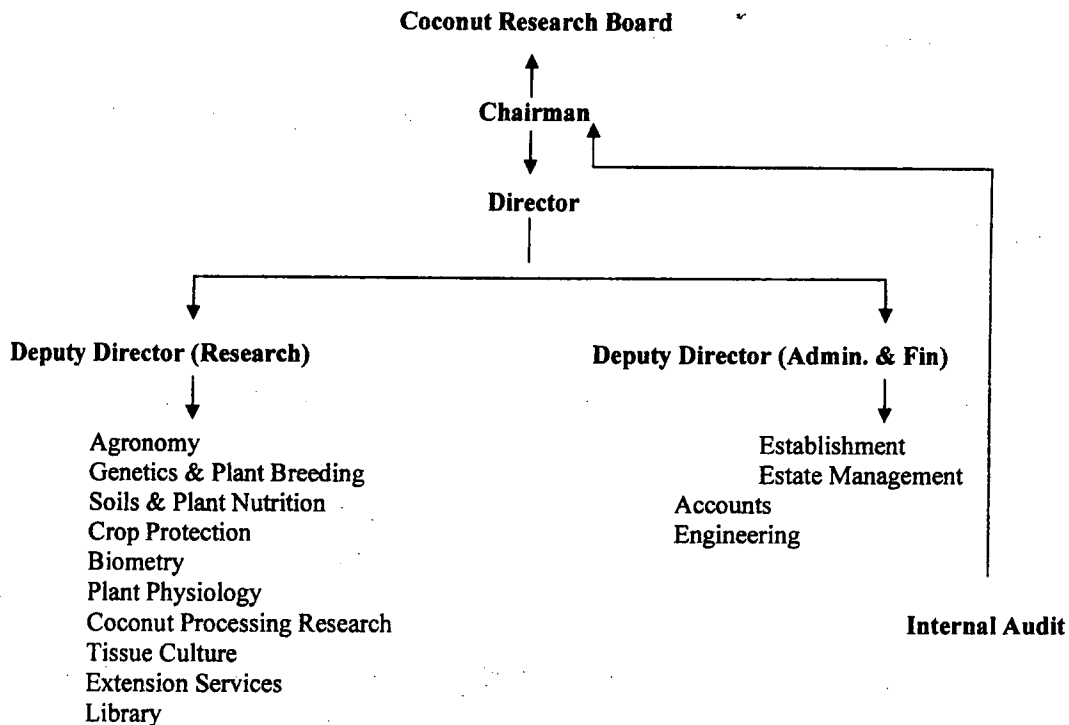 Coconut Research Board
Chairman
Director
Deputy Director (Research)
Deputy Director (Admin. & Fin)
Agronomy
Genetics & Plant Breeding
Soils & Plant Nutrition
Crop Protection
Biometry
Plant Physiology
Coconut Processing Research
Tissue Culture
Extension Services
Library
Establishment
Estate Management
Accounts
Engineering
Internal Audit